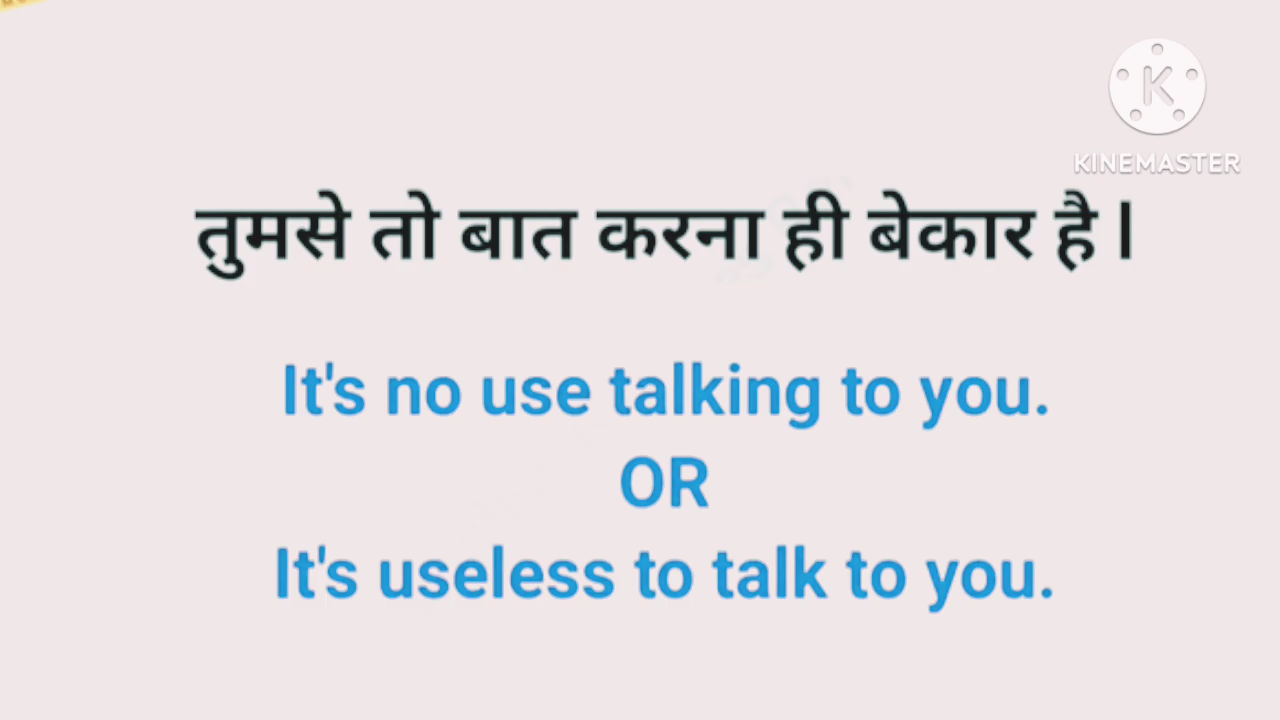 K
KINEMASTER
तुमसे तो बात करना ही बेकार है l
It's no use talking to you.
OR
It's useless to talk to you.